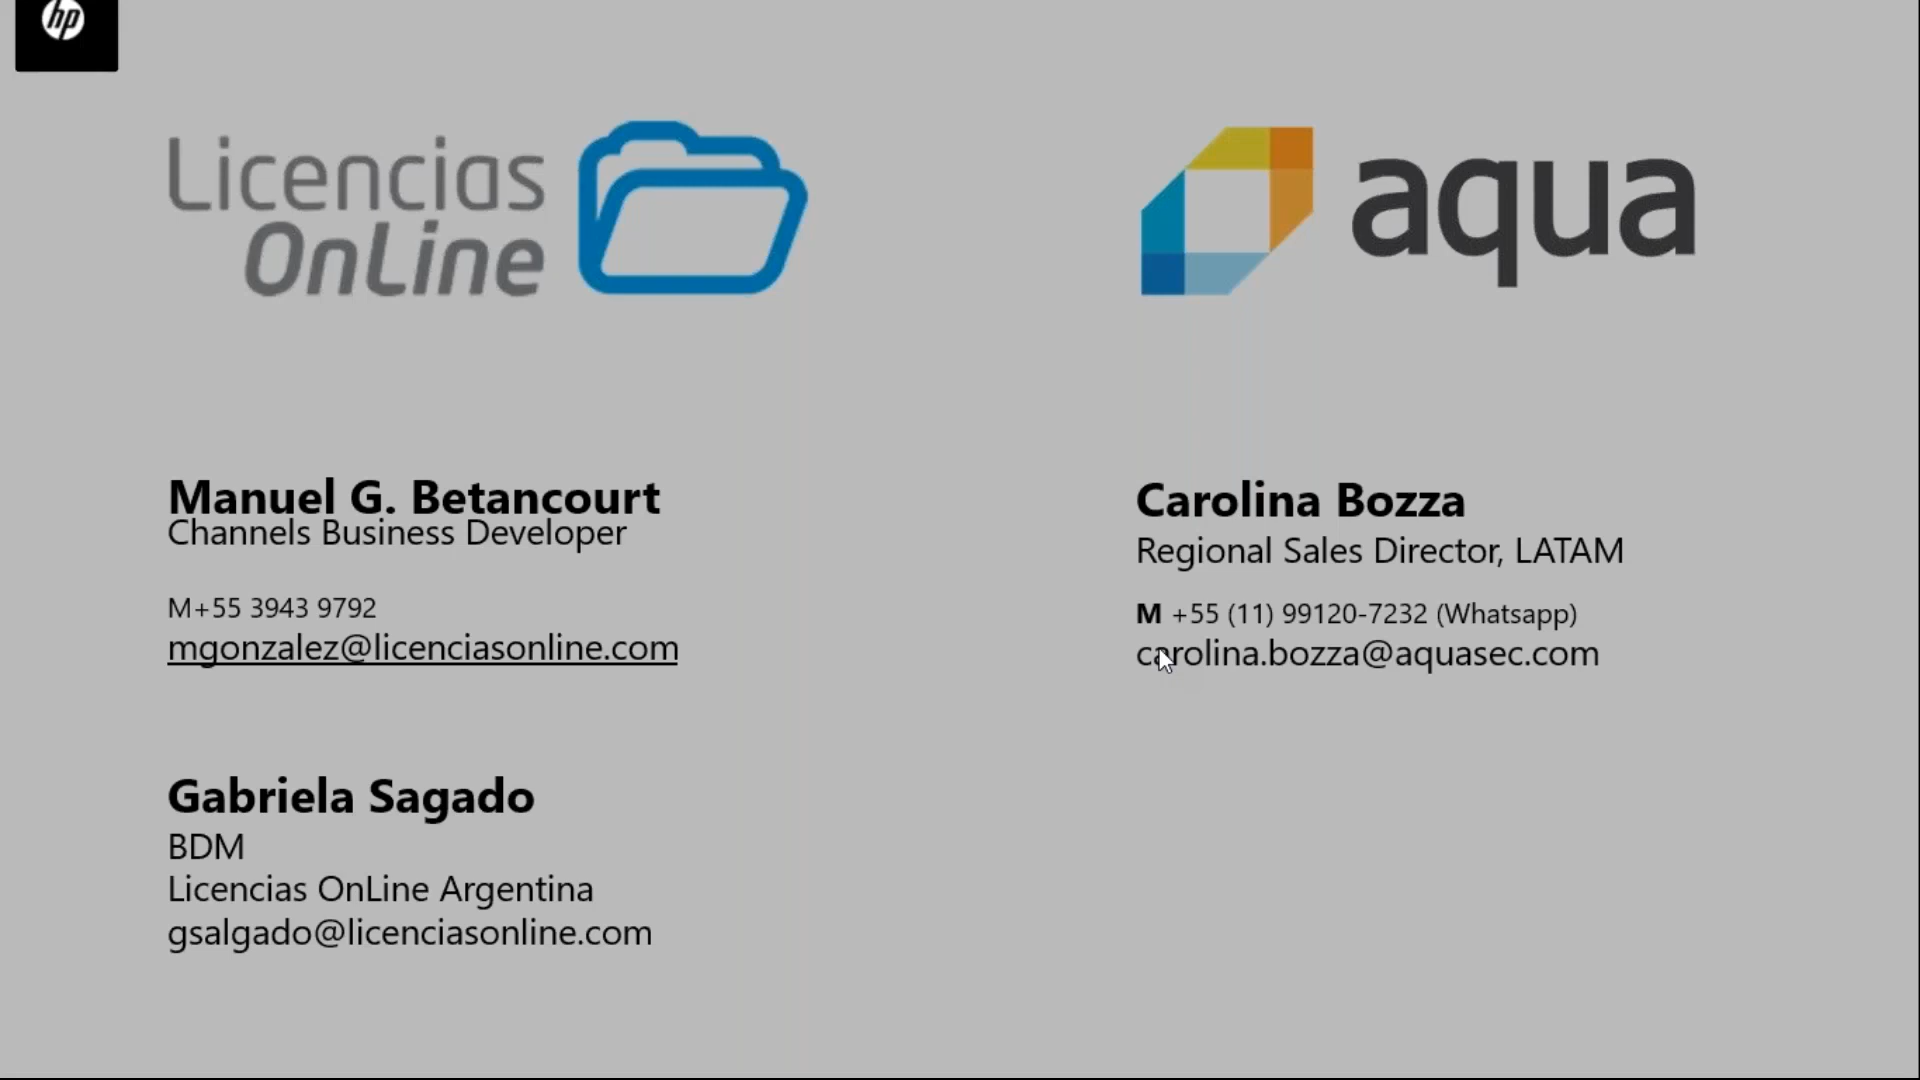 hp
Licencias
OnLine
aqua
Manuel G. Betancourt
Channels Business Developer
M+55 3943 9792
mgonzalez@licenciasonline.com
Gabriela Sagado
BDM
Licencias OnLine Argentina
gsalgado@licenciasonline.com
Carolina Bozza
Regional Sales Director, LATAM
M +55 (11) 99120-7232 (Whatsapp)
carolina.bozza@aquasec.com